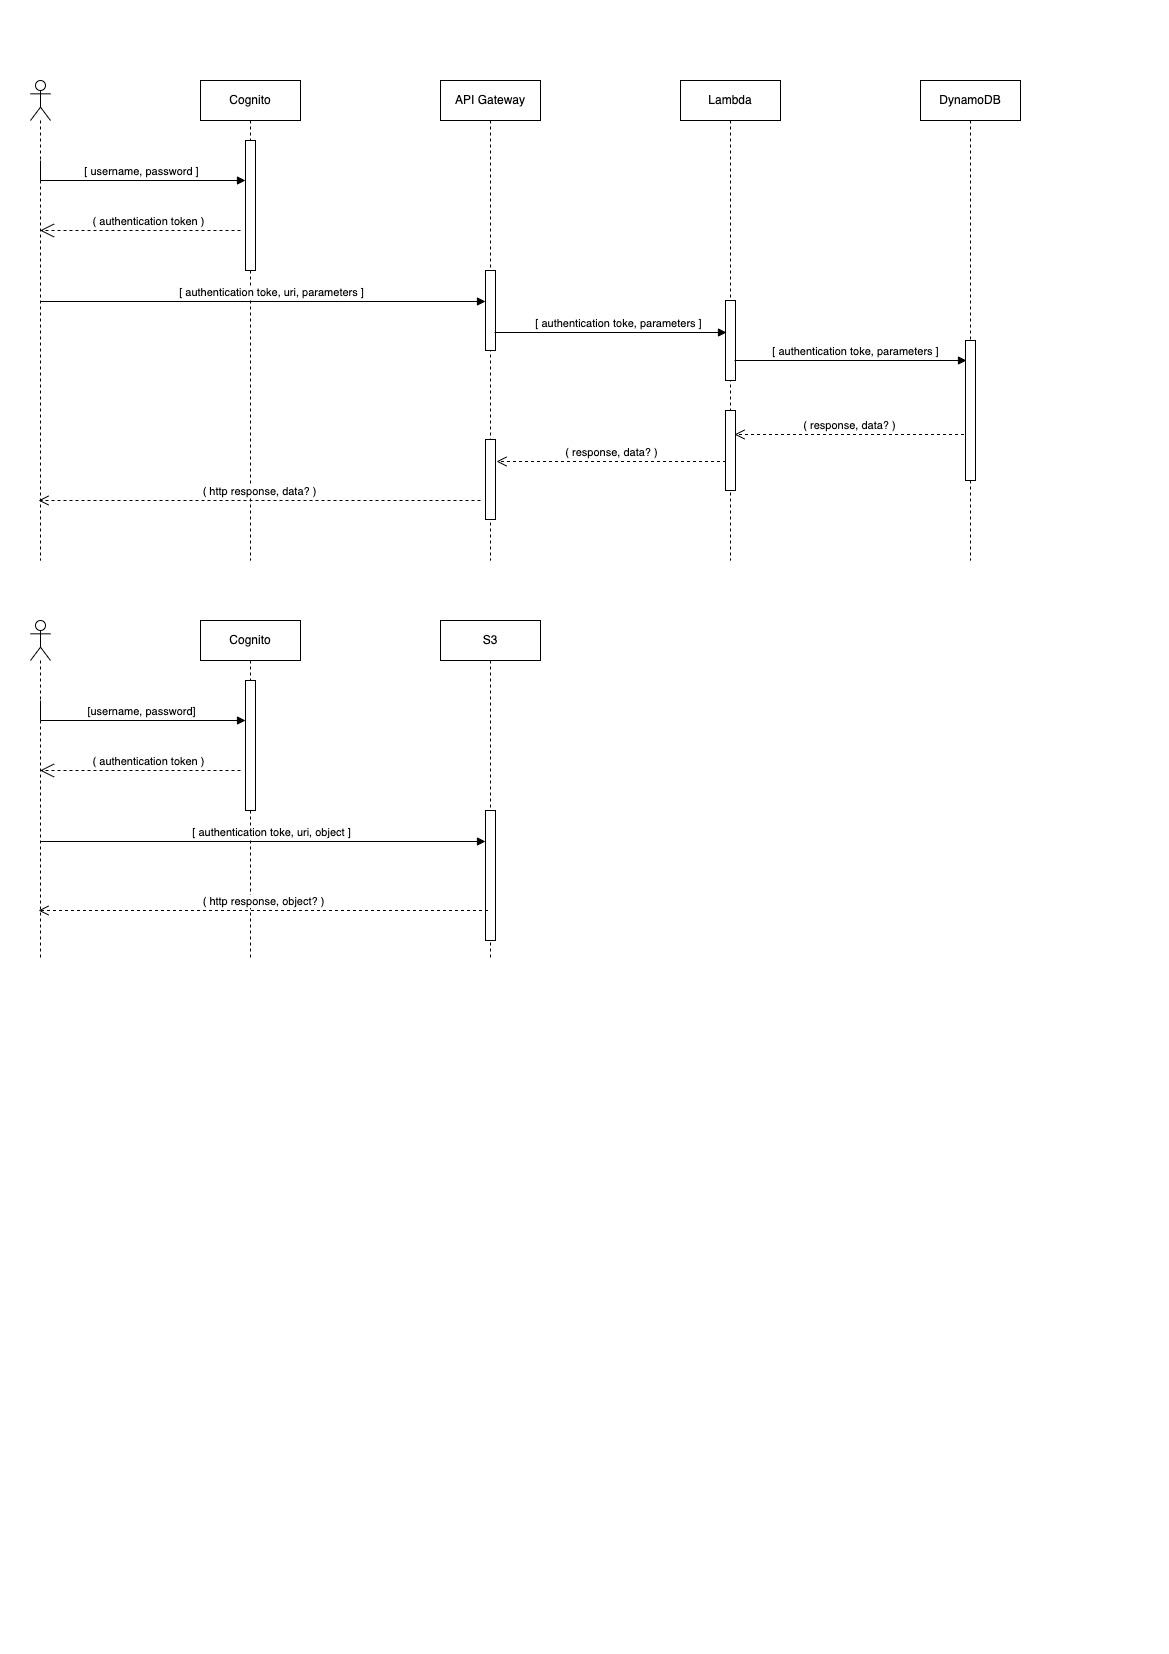 Cognito
API Gateway
Lambda
DynamoDB
[ username, password ]
( authentication token )
[ authentication toke, uri, parameters ]
[ authentication toke, parameters ]
[ authentication toke, parameters ]
( response, data? )
( response, data? )
( http response, data? )
Cognito
S3
[username, password]
( authentication token )
[ authentication toke, uri, object ]
( http response, object? )